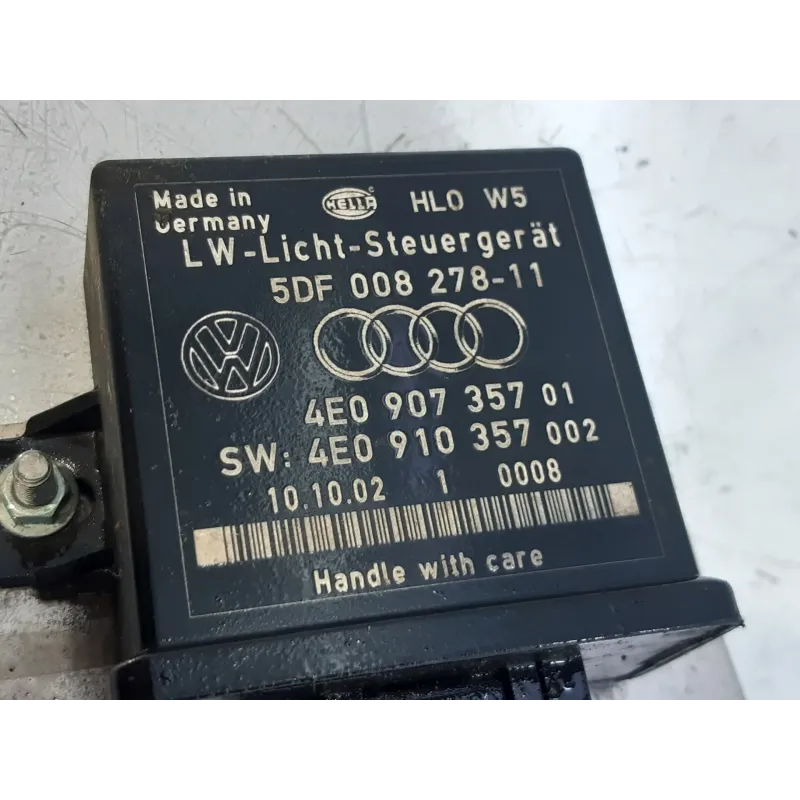 Made in HELLA HLO W5
Germany
LW-Licht-Steuergerät
5DF 008 278-11
4E0 907 357 01
SW: 4E0 910 357 002
10.10.02 1 0008
Handle with care